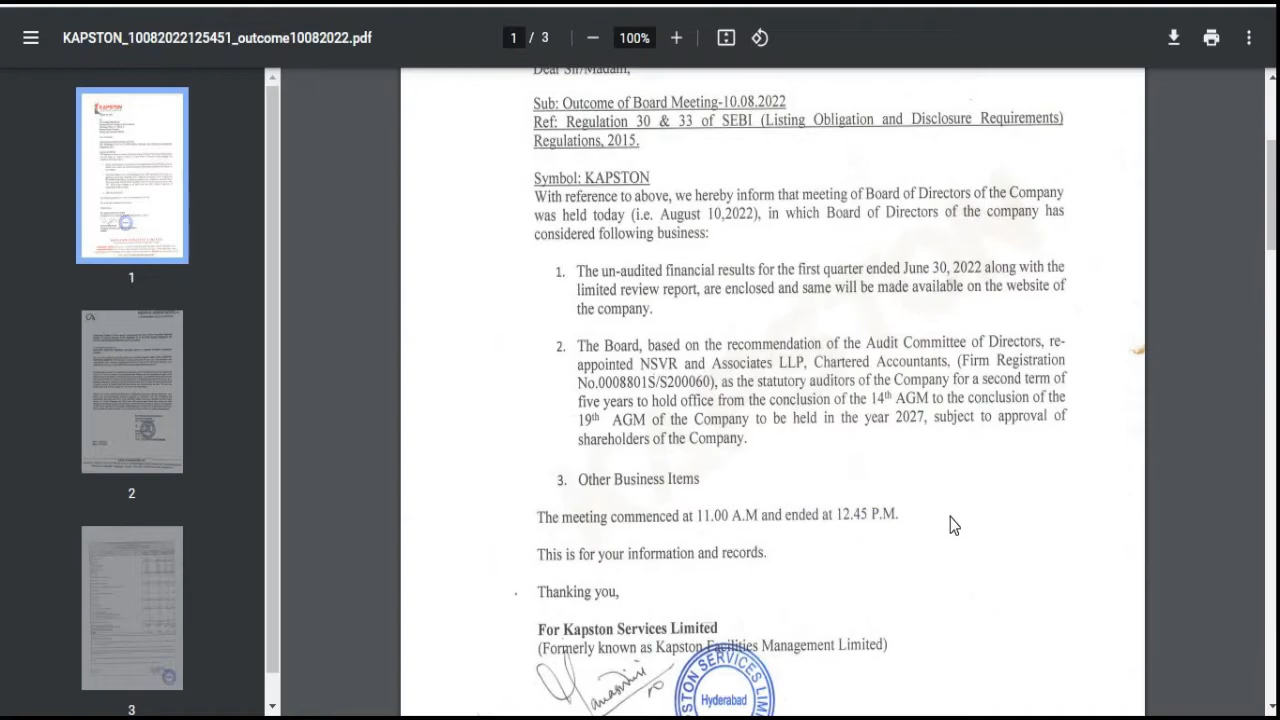 KAPSTON_10082022125451_outcome10082022.pdf
1 / 3
100%
Dear Sir/Madam,
Sub: Outcome of Board Meeting-10.08.2022
Ref: Regulation 30 & 33 of SEBI (Listing Obligation and Disclosure Requirements)
Regulations, 2015.
Symbol: KAPSTON
With reference to above, we hereby inform that meeting of Board of Directors of the Company
was held today (i.e. August 10,2022), in which Board of Directors of the company has
considered following business:
1. The un-audited financial results for the first quarter ended June 30, 2022 along with the
limited review report, are enclosed and same will be made available on the website of
the company.
2. The Board, based on the recommendation of the Audit Committee of Directors, re-
appointed NSVR and Associates LLP, Chartered Accountants, (Firm Registration
No.0008801S/S200060), as the statutory auditors of the Company for a second term of
five years to hold office from the conclusion of the 14th AGM to the conclusion of the
19th AGM of the Company to be held in the year 2027, subject to approval of
shareholders of the Company.
3. Other Business Items
The meeting commenced at 11.00 A.M and ended at 12.45 P.M.
This is for your information and records.
Thanking you,
For Kapston Services Limited
(Formerly known as Kapston Facilities Management Limited)
Hyderabad
KAPSTON
1
2
3